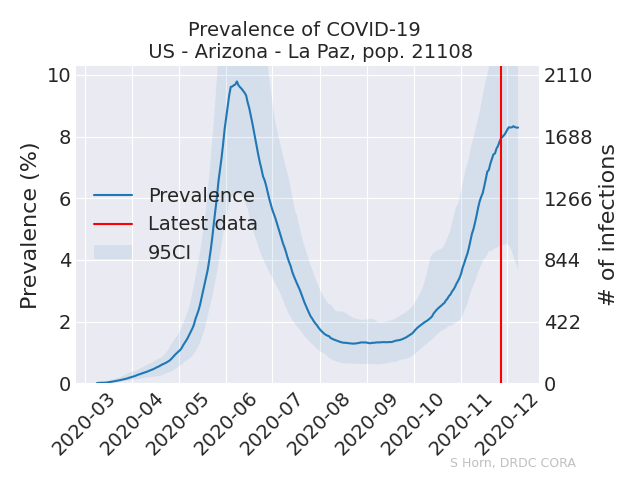 Prevalence of COVID-19
US - Arizona - La Paz, pop. 21108
Prevalence (%)
10
8
6
4
2
0
Prevalence
Latest data
95CI
2110
1688
1266
844
422
0
# of infections
2020-03
2020-04
2020-05
2020-06
2020-07
2020-08
2020-09
2020-10
2020-11
2020-12
S Horn, DRDC CORA